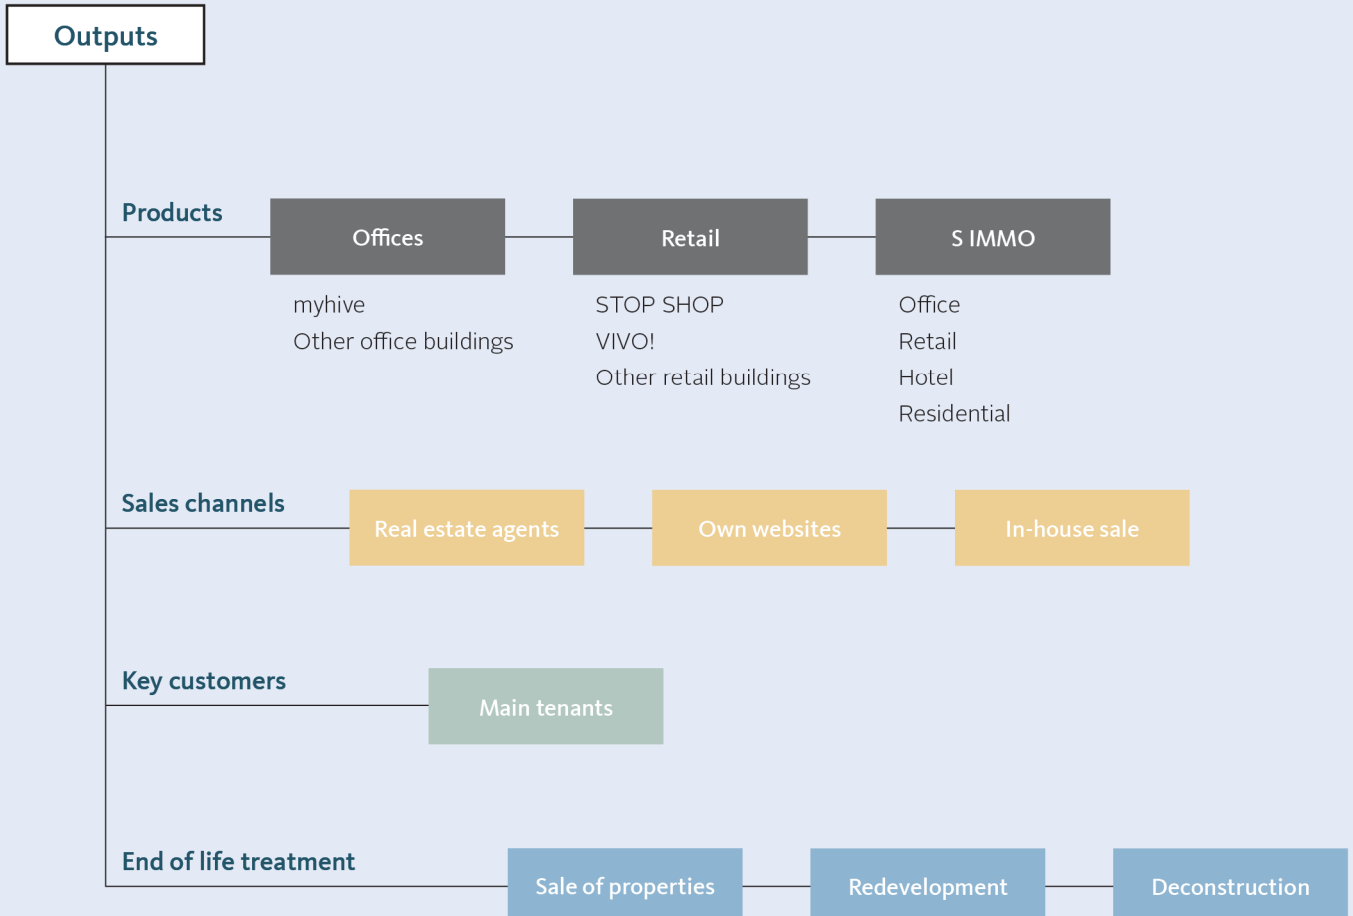 Outputs
Products
Offices
Retail
S IMMO
myhive
Other office buildings
STOP SHOP
VIVO!
Other retail buildings
Office
Retail
Hotel
Residential
Sales channels
Real estate agents
Own websites
In-house sale
Key customers
Main tenants
End of life treatment
Sale of properties
Redevelopment
Deconstruction